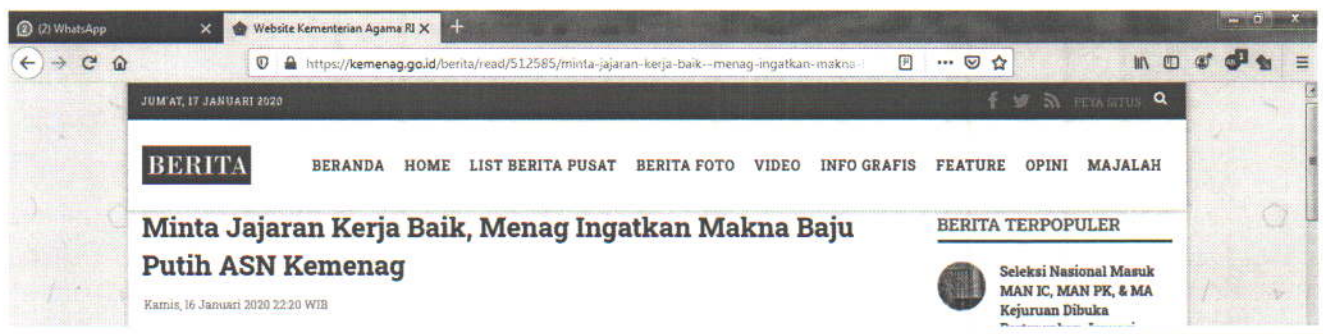 (2) WhatsApp
Website Kementerian Agama RI
https://kemenag.go.id/berita/read/512585/minta-jajaran-kerja-baik--menag-ingatkan-makna-
JUM'AT, 17 JANUARI 2020
PETA SITUS
BERITA
BERANDA HOME LIST BERITA PUSAT BERITA FOTO VIDEO INFO GRAFIS FEATURE OPINI MAJALAH
Minta Jajaran Kerja Baik, Menag Ingatkan Makna Baju
Putih ASN Kemenag
Kamis, 16 Januari 2020 22:20 WIB
BERITA TERPOPULER
Seleksi Nasional Masuk
MAN IC, MAN PK, & MA
Kejuruan Dibuka